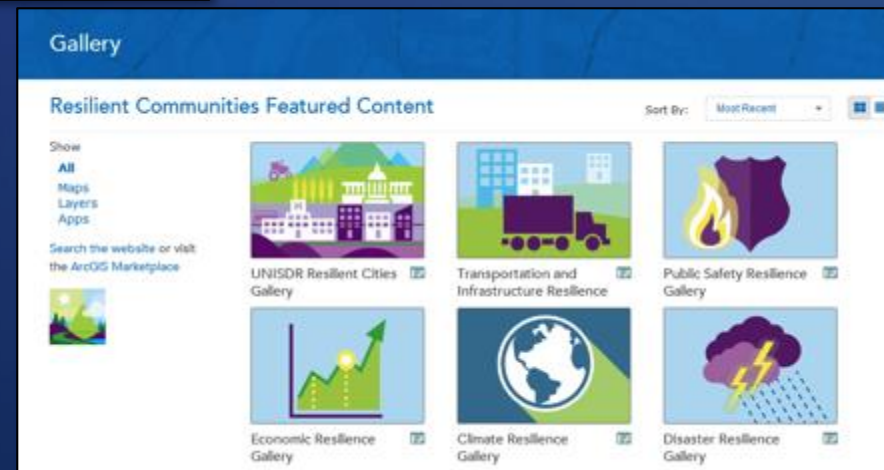 Gallery
Resilient Communities Featured Content
Sort By: Most Recent
Show
All
Maps
Layers
Apps
Search the website or visit
the ArcGIS Marketplace
UNISDR Resilient Cities
Gallery
Transportation and
Infrastructure Resilience
Public Safety Resilience
Gallery
Economic Resilience
Gallery
Climate Resilience
Gallery
Disaster Resilience
Gallery